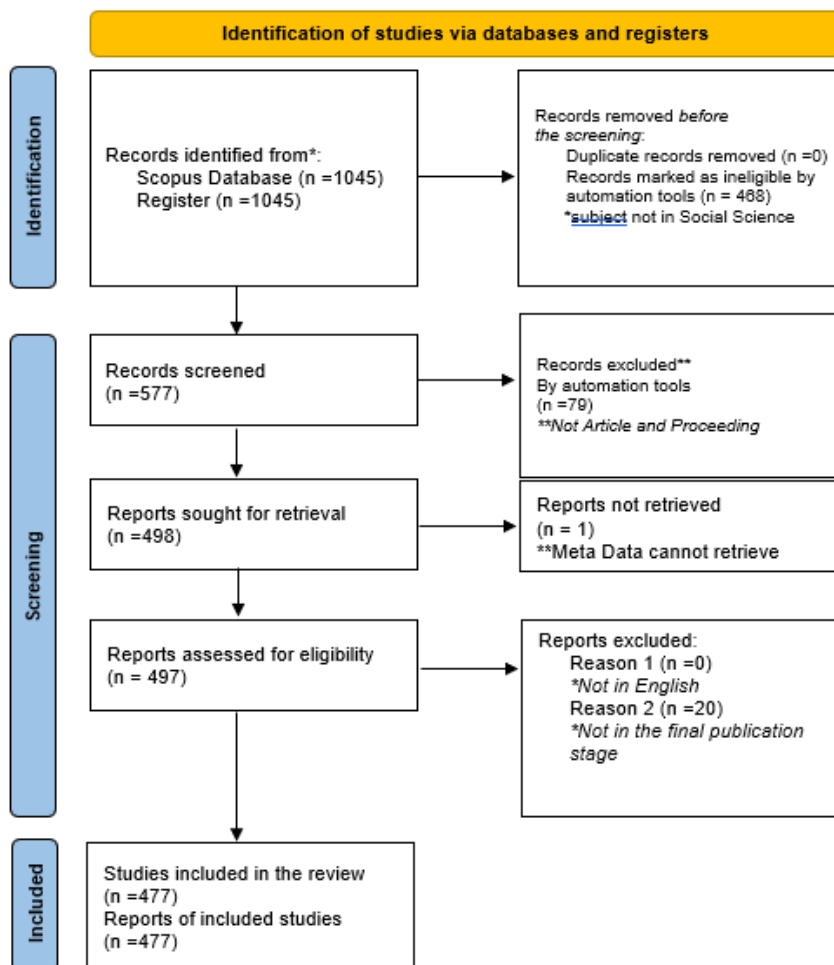 Identification of studies via databases and registers
Identification
Records identified from*:
Scopus Database (n =1045)
Register (n =1045)
Records removed before
the screening:
Duplicate records removed (n =0)
Records marked as ineligible by
automation tools (n = 468)
*subject not in Social Science
Screening
Records screened
(n =577)
Records excluded**
By automation tools
(n =79)
**Not Article and Proceeding
Reports sought for retrieval
(n =498)
Reports not retrieved
(n = 1)
**Meta Data cannot retrieve
Reports assessed for eligibility
(n = 497)
Reports excluded:
Reason 1 (n =0)
*Not in English
Reason 2 (n =20)
*Not in the final publication
stage
Included
Studies included in the review
(n =477)
Reports of included studies
(n =477)